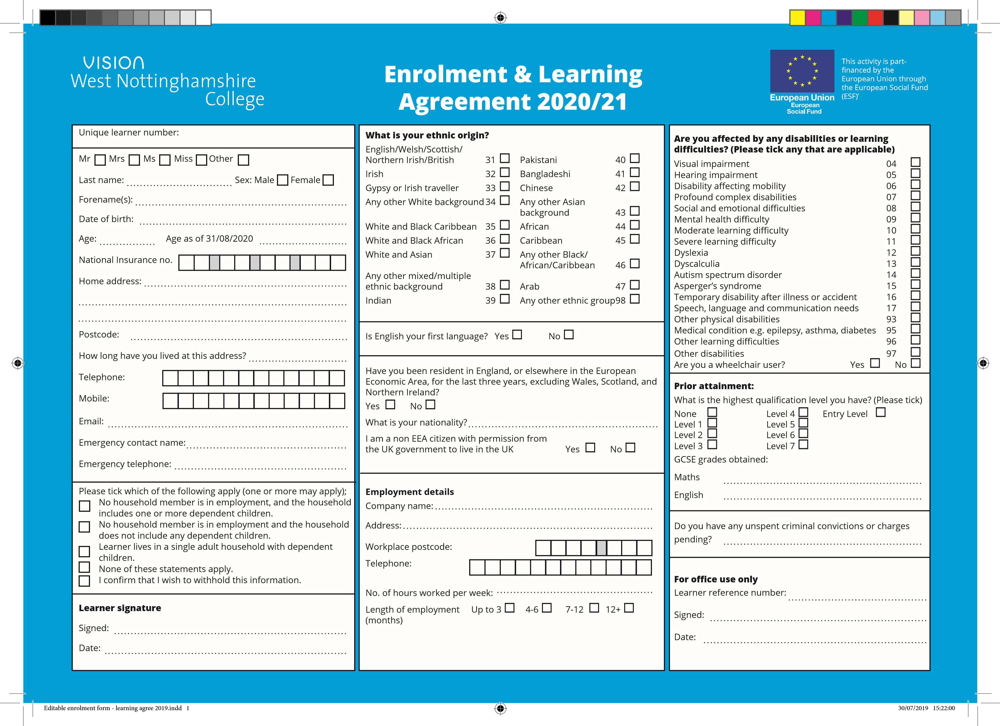 VISION
West Nottinghamshire
College
Enrolment & Learning
Agreement 2020/21
European Union
European
Social Fund
This activity is part-
financed by the
European Union through
the European Social Fund
(ESF)’
Unique learner number:
Mr Mrs Ms Miss Other
Last name: Sex: Male Female
Forename(s):
Date of birth:
Age: Age as of 31/08/2020
National Insurance no.
Home address:
Postcode:
How long have you lived at this address?
Telephone:
Mobile:
Email:
Emergency contact name:
Emergency telephone:
Please tick which of the following apply (one or more may apply);
No household member is in employment, and the household
includes one or more dependent children.
No household member is in employment and the household
does not include any dependent children.
Learner lives in a single adult household with dependent
children.
None of these statements apply.
I confirm that I wish to withhold this information.
Learner signature
Signed:
Date:
What is your ethnic origin?
English/Welsh/Scottish/
Northern Irish/British 31 Pakistani 40
Irish 32 Bangladeshi 41
Gypsy or Irish traveller 33 Chinese 42
Any other White background 34 Any other Asian
background 43
White and Black Caribbean 35 African 44
White and Black African 36 Caribbean 45
White and Asian 37 Any other Black/
African/Caribbean 46
Any other mixed/multiple
ethnic background 38 Arab 47
Indian 39 Any other ethnic group 98
Is English your first language? Yes No
Have you been resident in England, or elsewhere in the European
Economic Area, for the last three years, excluding Wales, Scotland, and
Northern Ireland?
Yes No
What is your nationality?
I am a non EEA citizen with permission from
the UK government to live in the UK Yes No
Employment details
Company name:
Address:
Workplace postcode:
Telephone:
No. of hours worked per week:
Length of employment Up to 3 4-6 7-12 12+
(months)
Are you affected by any disabilities or learning
difficulties? (Please tick any that are applicable)
Visual impairment 04
Hearing impairment 05
Disability affecting mobility 06
Profound complex disabilities 07
Social and emotional difficulties 08
Mental health difficulty 09
Moderate learning difficulty 10
Severe learning difficulty 11
Dyslexia 12
Dyscalculia 13
Autism spectrum disorder 14
Asperger’s syndrome 15
Temporary disability after illness or accident 16
Speech, language and communication needs 17
Other physical disabilities 93
Medical condition e.g. epilepsy, asthma, diabetes 95
Other learning difficulties 96
Other disabilities 97
Are you a wheelchair user? Yes No
Prior attainment:
What is the highest qualification level you have? (Please tick)
None Level 4 Entry Level
Level 1 Level 5
Level 2 Level 6
Level 3 Level 7
GCSE grades obtained:
Maths
English
Do you have any unspent criminal convictions or charges
pending?
For office use only
Learner reference number:
Signed:
Date:
Editable enrolment form - learning agree 2019.indd 1
30/07/2019 15:22:00